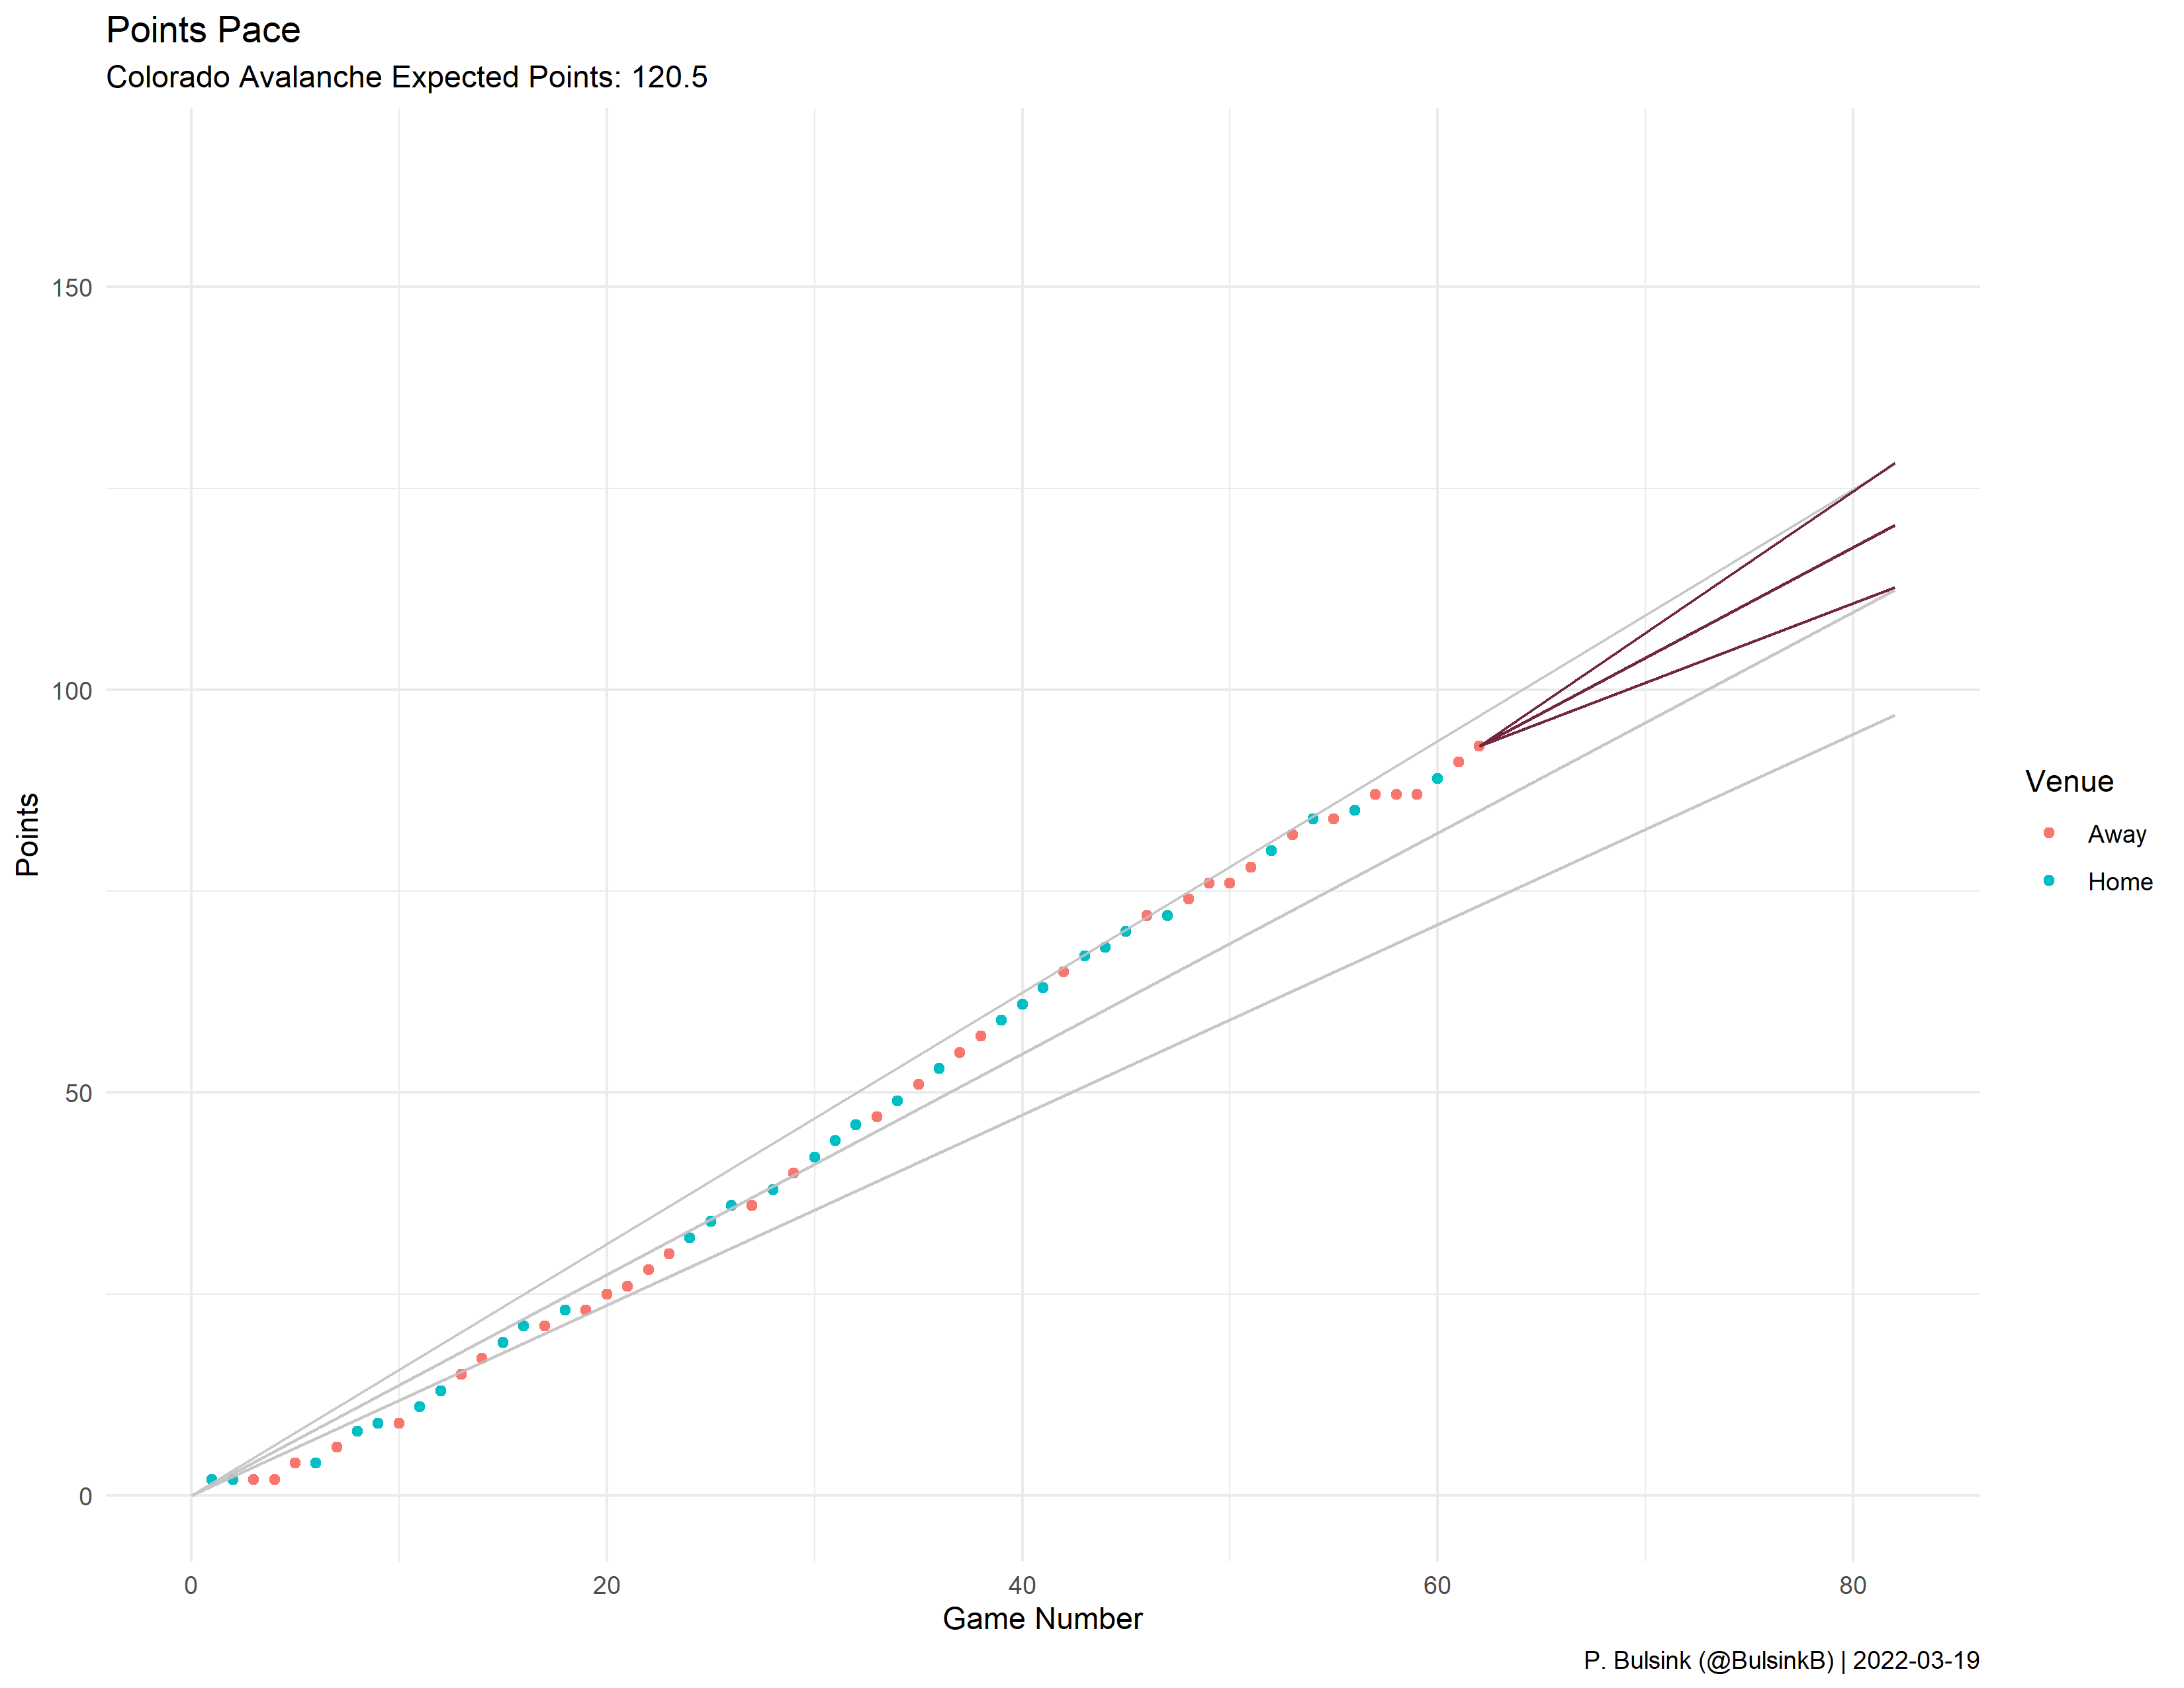 Points Pace
Colorado Avalanche Expected Points: 120.5
150
100
50
0
Points
0 20 40 60 80
Game Number
Venue
Away
Home
P. Bulsink (@BulsinkB) | 2022-03-19